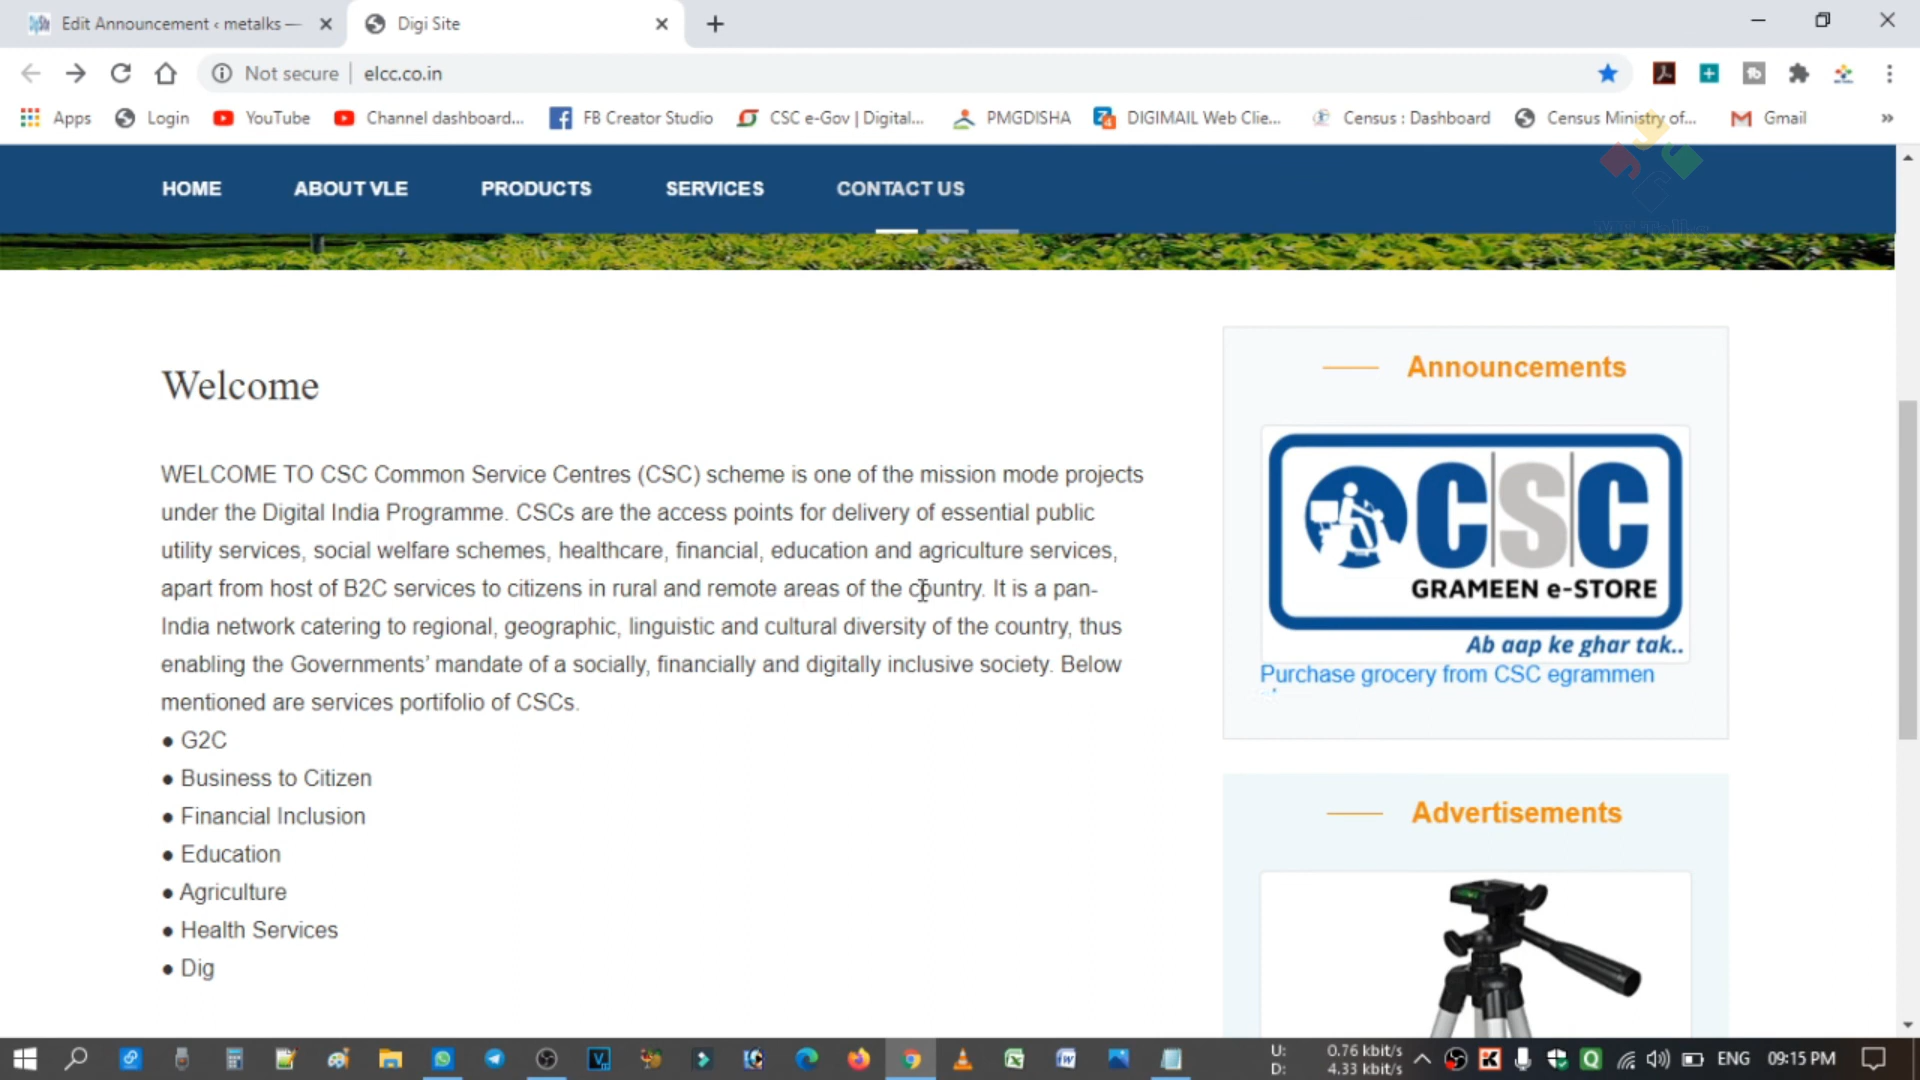 Edit Announcement ‹ metalks —
Digi Site
Not secure
elcc.co.in
Apps
Login
YouTube
Channel dashboard...
FB Creator Studio
CSC e-Gov | Digital...
PMGDISHA
DIGIMAIL Web Clie...
Census : Dashboard
Census Ministry of...
Gmail
»
HOME
ABOUT VLE
PRODUCTS
SERVICES
CONTACT US
Welcome
WELCOME TO CSC Common Service Centres (CSC) scheme is one of the mission mode projects
under the Digital India Programme. CSCs are the access points for delivery of essential public
utility services, social welfare schemes, healthcare, financial, education and agriculture services,
apart from host of B2C services to citizens in rural and remote areas of the country. It is a pan-
India network catering to regional, geographic, linguistic and cultural diversity of the country, thus
enabling the Governments’ mandate of a socially, financially and digitally inclusive society. Below
mentioned are services portifolio of CSCs.
● G2C
● Business to Citizen
● Financial Inclusion
● Education
● Agriculture
● Health Services
● Dig
Announcements
CSC
GRAMEEN e-STORE
Ab aap ke ghar tak..
Purchase grocery from CSC egrammen
Advertisements
U: 0.76 kbit/s
D: 4.33 kbit/s
ENG
09:15 PM